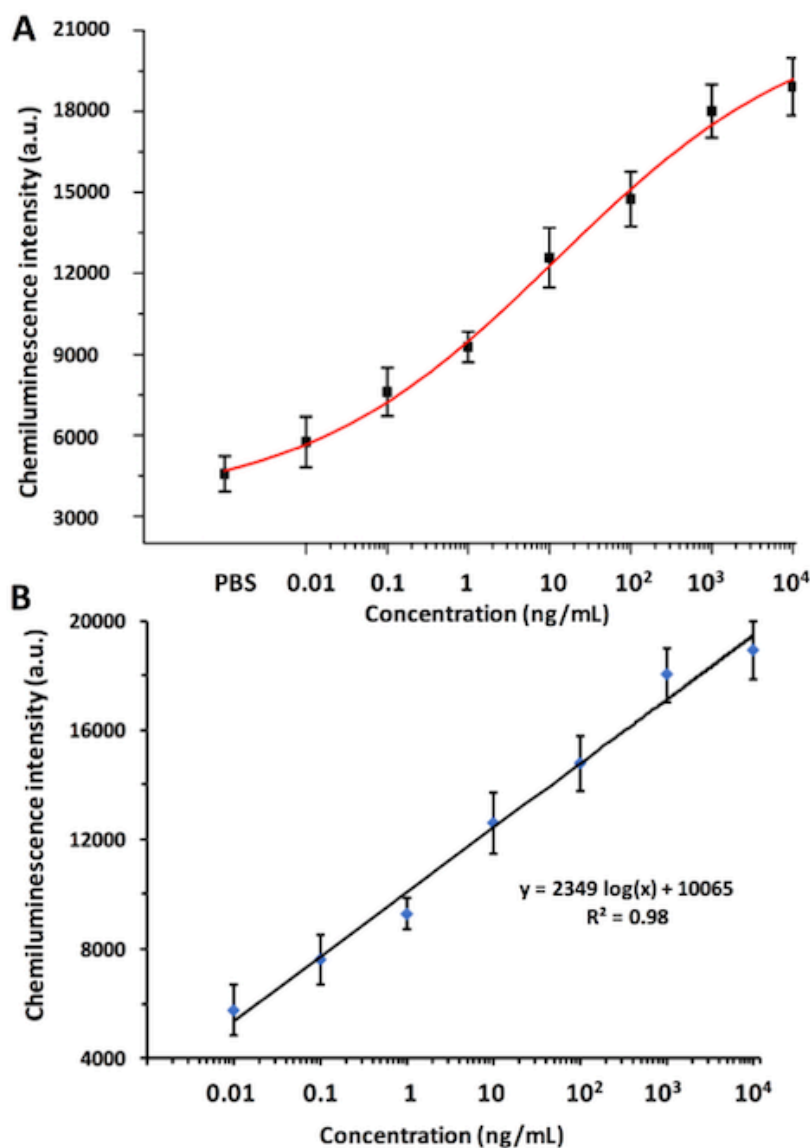 A
Chemiluminescence intensity (a.u.)
21000
18000
15000
12000
9000
6000
3000
PBS 0.01 0.1 1 10 10² 10³ 10⁴
Concentration (ng/mL)
B
Chemiluminescence intensity (a.u.)
20000
16000
12000
8000
4000
y = 2349 log(x) + 10065
R² = 0.98
0.01 0.1 1 10 10² 10³ 10⁴
Concentration (ng/mL)